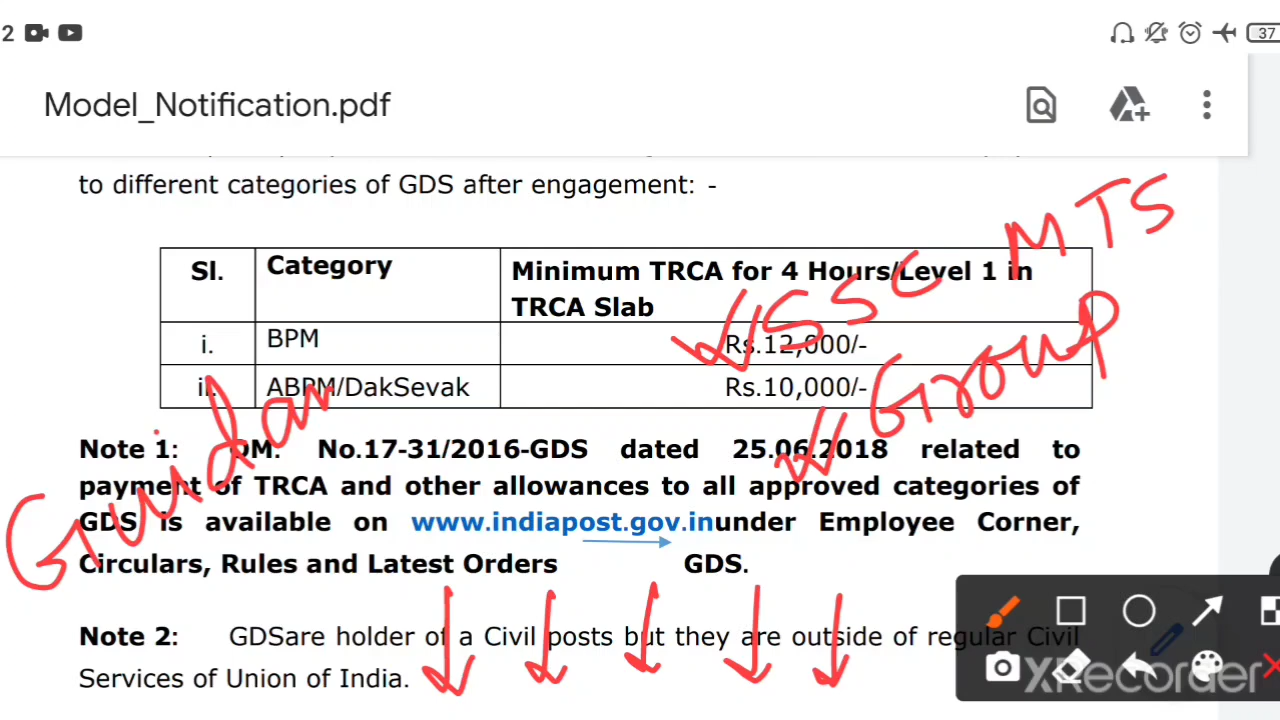 2
37
Model_Notification.pdf
to different categories of GDS after engagement: -
Sl. Category Minimum TRCA for 4 Hours/Level 1 in
TRCA Slab
i. BPM Rs.12,000/-
ii. ABPM/DakSevak Rs.10,000/-
SSC MTS
Group
Note 1: OM. No.17-31/2016-GDS dated 25.06.2018 related to
payment of TRCA and other allowances to all approved categories of
GDS is available on www.indiapost.gov.inunder Employee Corner,
Circulars, Rules and Latest Orders GDS.
Note 2: GDSare holder of a Civil posts but they are outside of regular Civil
Services of Union of India.
XRecorder